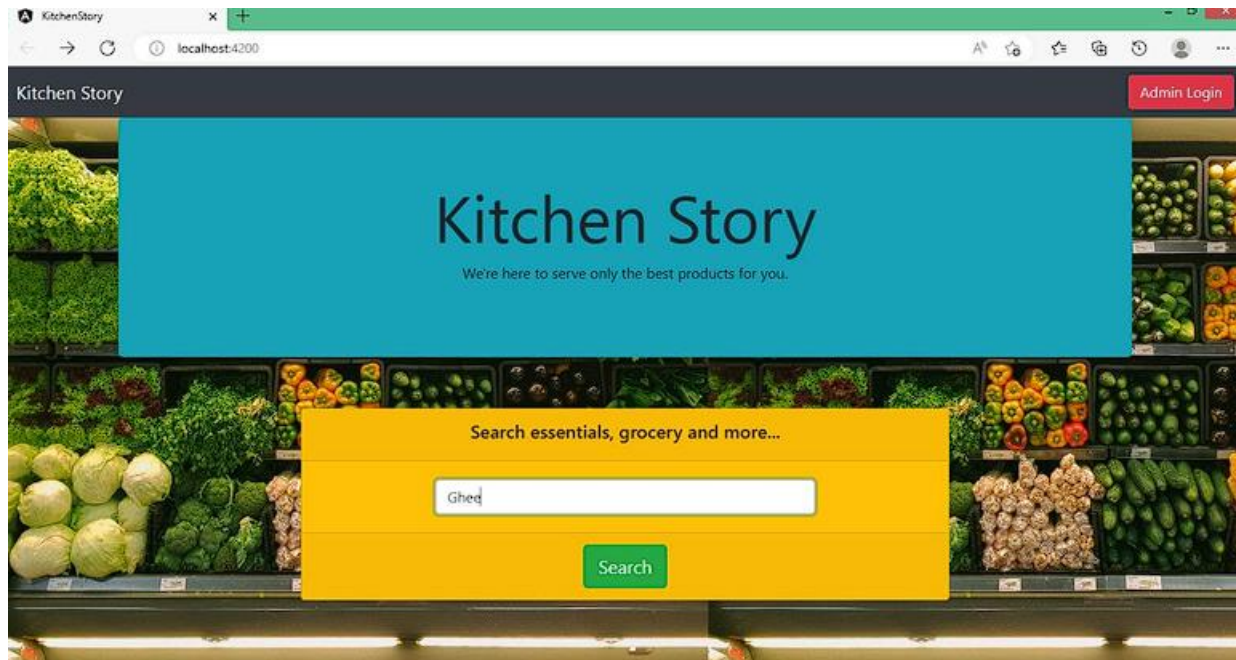 KitchenStory
localhost:4200
Kitchen Story
Admin Login
Kitchen Story
We're here to serve only the best products for you.
Search essentials, grocery and more...
Ghee
Search